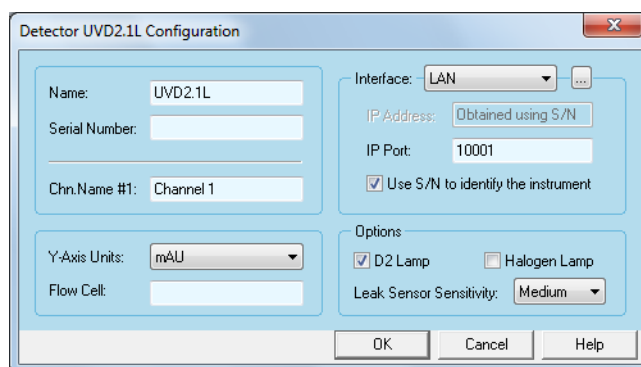 Detector UVD2.1L Configuration
Name: UVD2.1L
Serial Number:
Chn.Name #1: Channel 1
Y-Axis Units: mAU
Flow Cell:
Interface: LAN ...
IP Address: Obtained using S/N
IP Port: 10001
Use S/N to identify the instrument
Options
D2 Lamp Halogen Lamp
Leak Sensor Sensitivity: Medium
OK Cancel Help